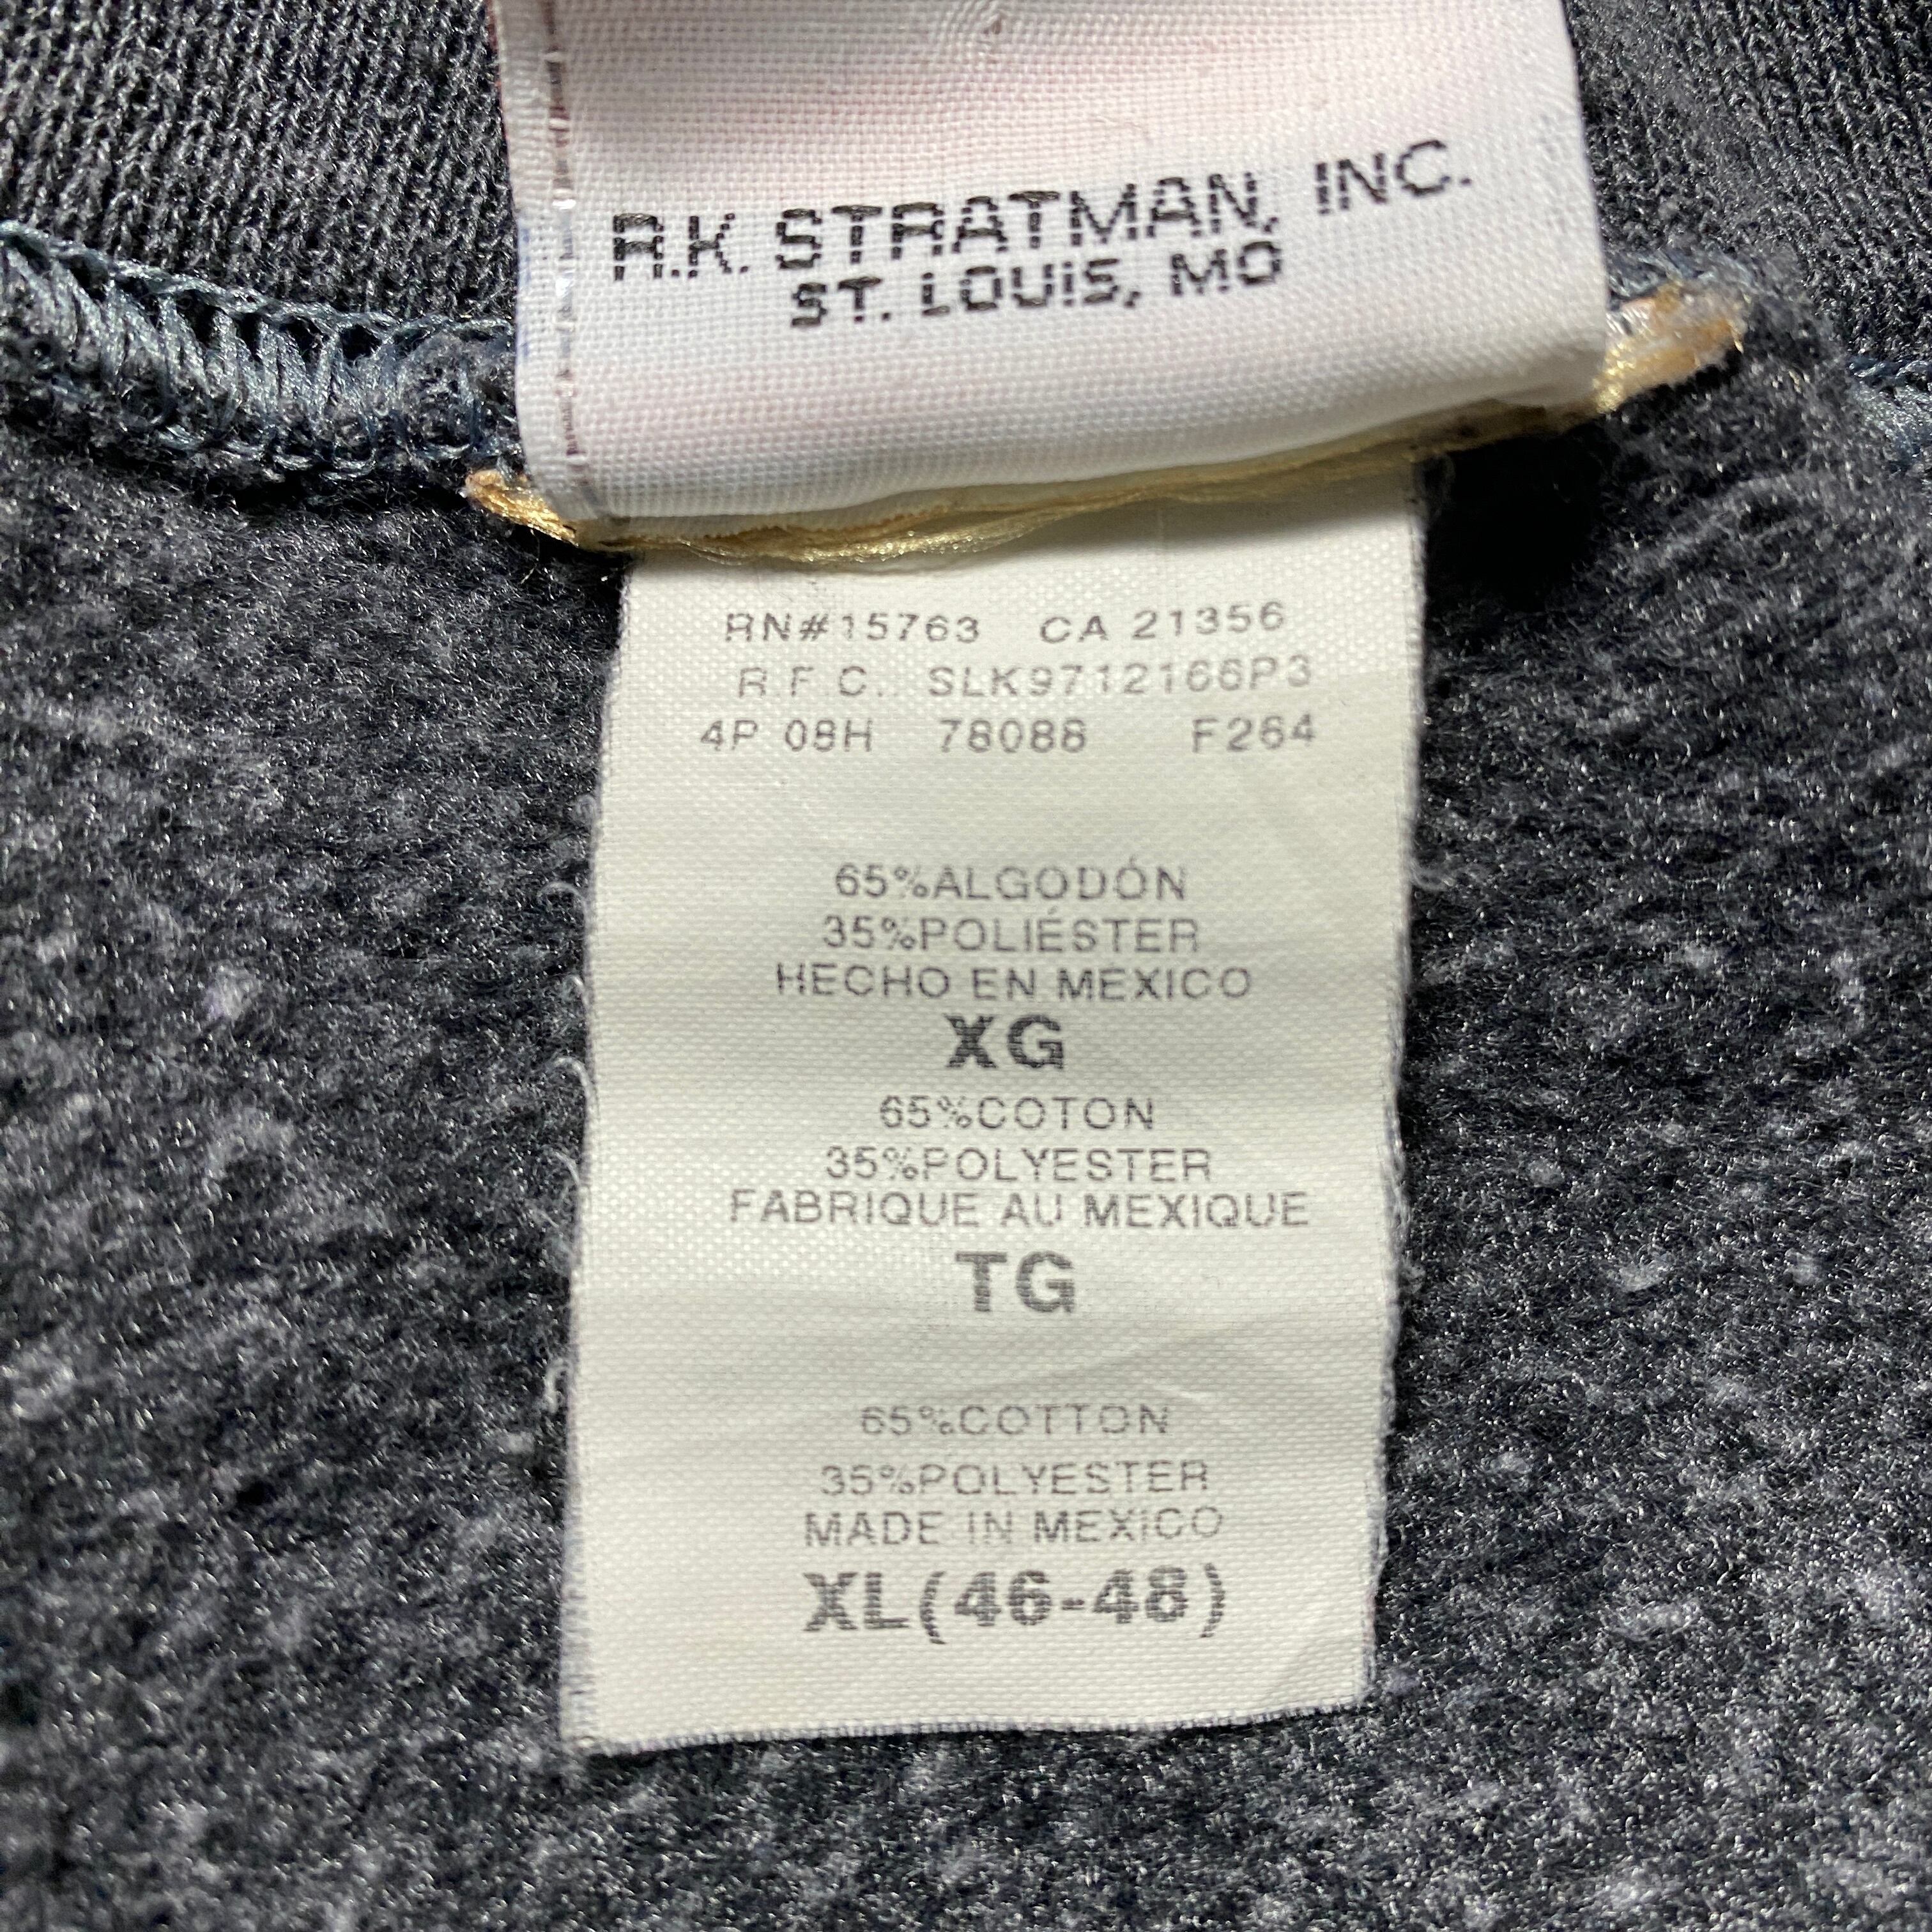 R.K. STRATMAN, INC.
ST. LOUIS, MO
RN#15763 CA 21356
R.F.C.. SLK9712166P3
4P 08H 78088 F264
65%ALGODÓN
35%POLIÉSTER
HECHO EN MEXICO
XG
65%COTON
35%POLYESTER
FABRIQUE AU MEXIQUE
TG
65%COTTON
35%POLYESTER
MADE IN MEXICO
XL(46-48)